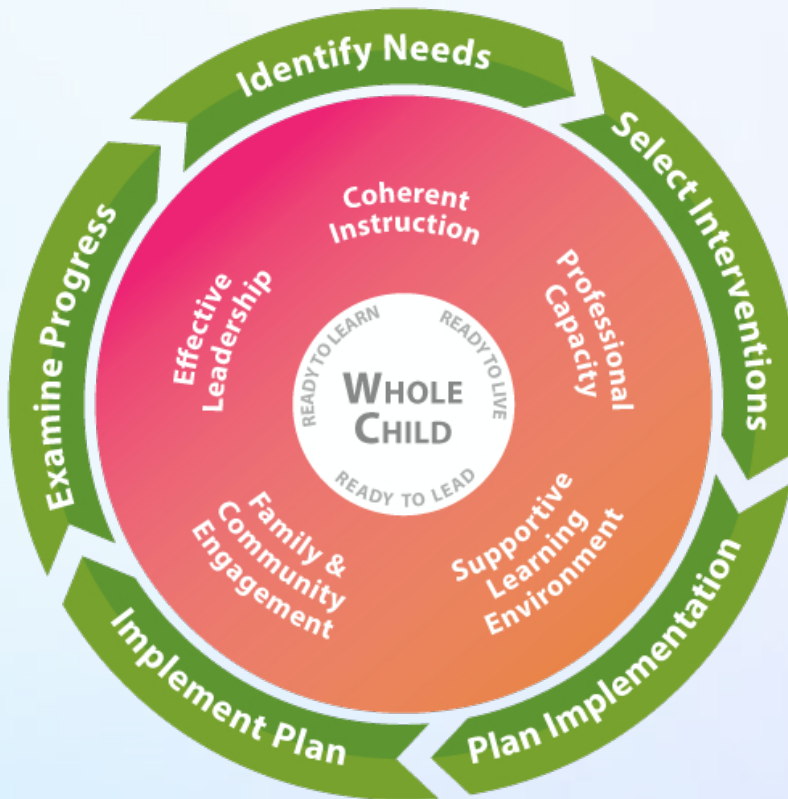 Identify Needs
Select Interventions
Plan Implementation
Implement Plan
Examine Progress
Coherent
Instruction
Professional
Capacity
Supportive
Learning
Environment
Family &
Community
Engagement
Effective
Leadership
READY TO LEARN
READY TO LIVE
READY TO LEAD
WHOLE
CHILD